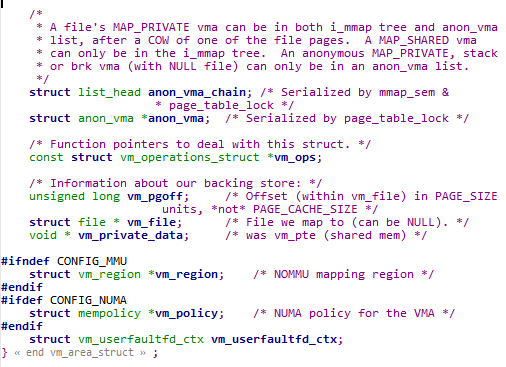 /*
 * A file's MAP_PRIVATE vma can be in both i_mmap tree and anon_vma
 * list, after a COW of one of the file pages.  A MAP_SHARED vma
 * can only be in the i_mmap tree.  An anonymous MAP_PRIVATE, stack
 * or brk vma (with NULL file) can only be in an anon_vma list.
 */
struct list_head anon_vma_chain; /* Serialized by mmap_sem &
 * page_table_lock */
struct anon_vma *anon_vma;  /* Serialized by page_table_lock */
/* Function pointers to deal with this struct. */
const struct vm_operations_struct *vm_ops;
/* Information about our backing store: */
unsigned long vm_pgoff;     /* Offset (within vm_file) in PAGE_SIZE
units, *not* PAGE_CACHE_SIZE */
struct file * vm_file;      /* File we map to (can be NULL). */
void * vm_private_data;     /* was vm_pte (shared mem) */
#ifndef CONFIG_MMU
struct vm_region *vm_region;    /* NOMMU mapping region */
#endif
#ifdef CONFIG_NUMA
struct mempolicy *vm_policy;    /* NUMA policy for the VMA */
#endif
struct vm_userfaultfd_ctx vm_userfaultfd_ctx;
} « end vm_area_struct » ;